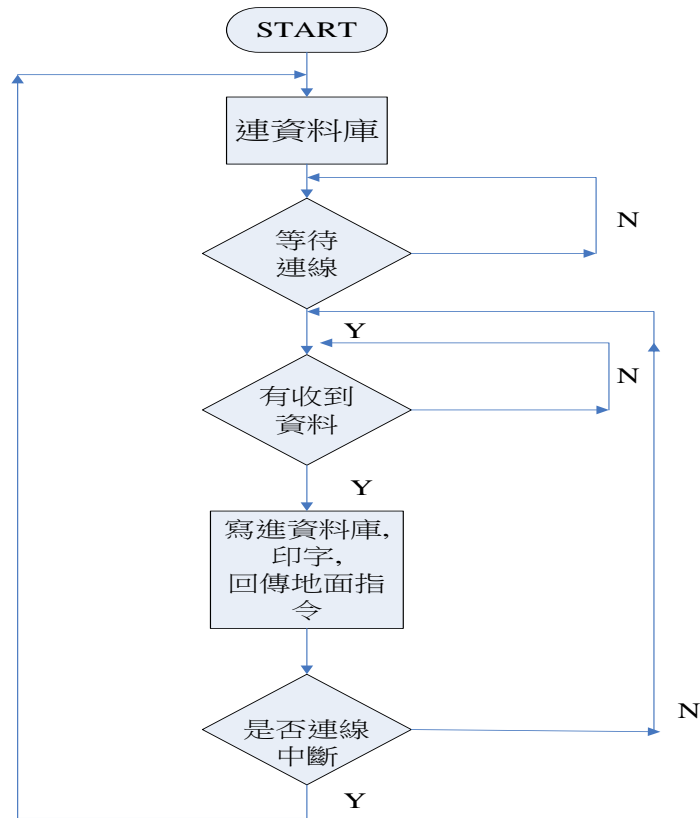 START
連資料庫
等待
連線
N
Y
有收到
資料
N
Y
寫進資料庫,
印字,
回傳地面指
令
是否連線
中斷
N
Y